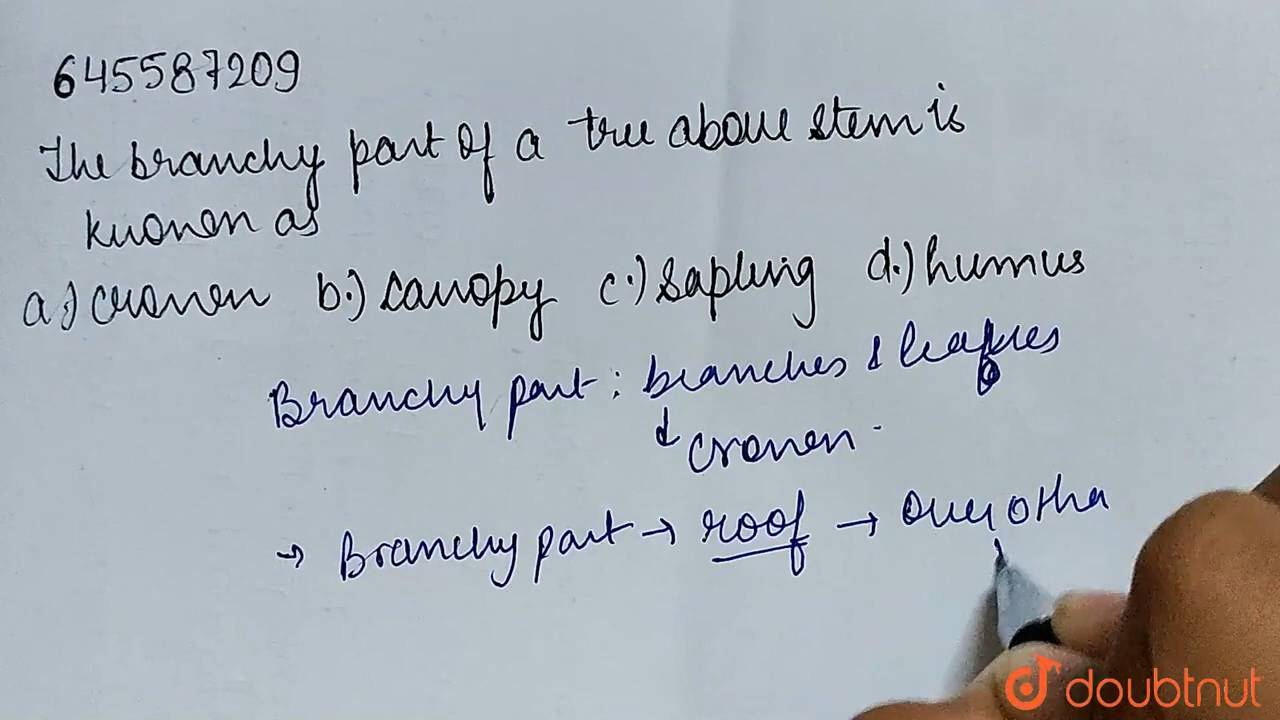 645587209
The branchy part of a tree above stem is
known as
a.) crown b.) canopy c.) sapling d.) humus
Branchy part : branches & leaves
& crown.
→ Branchy part → roof → over other
doubtnut